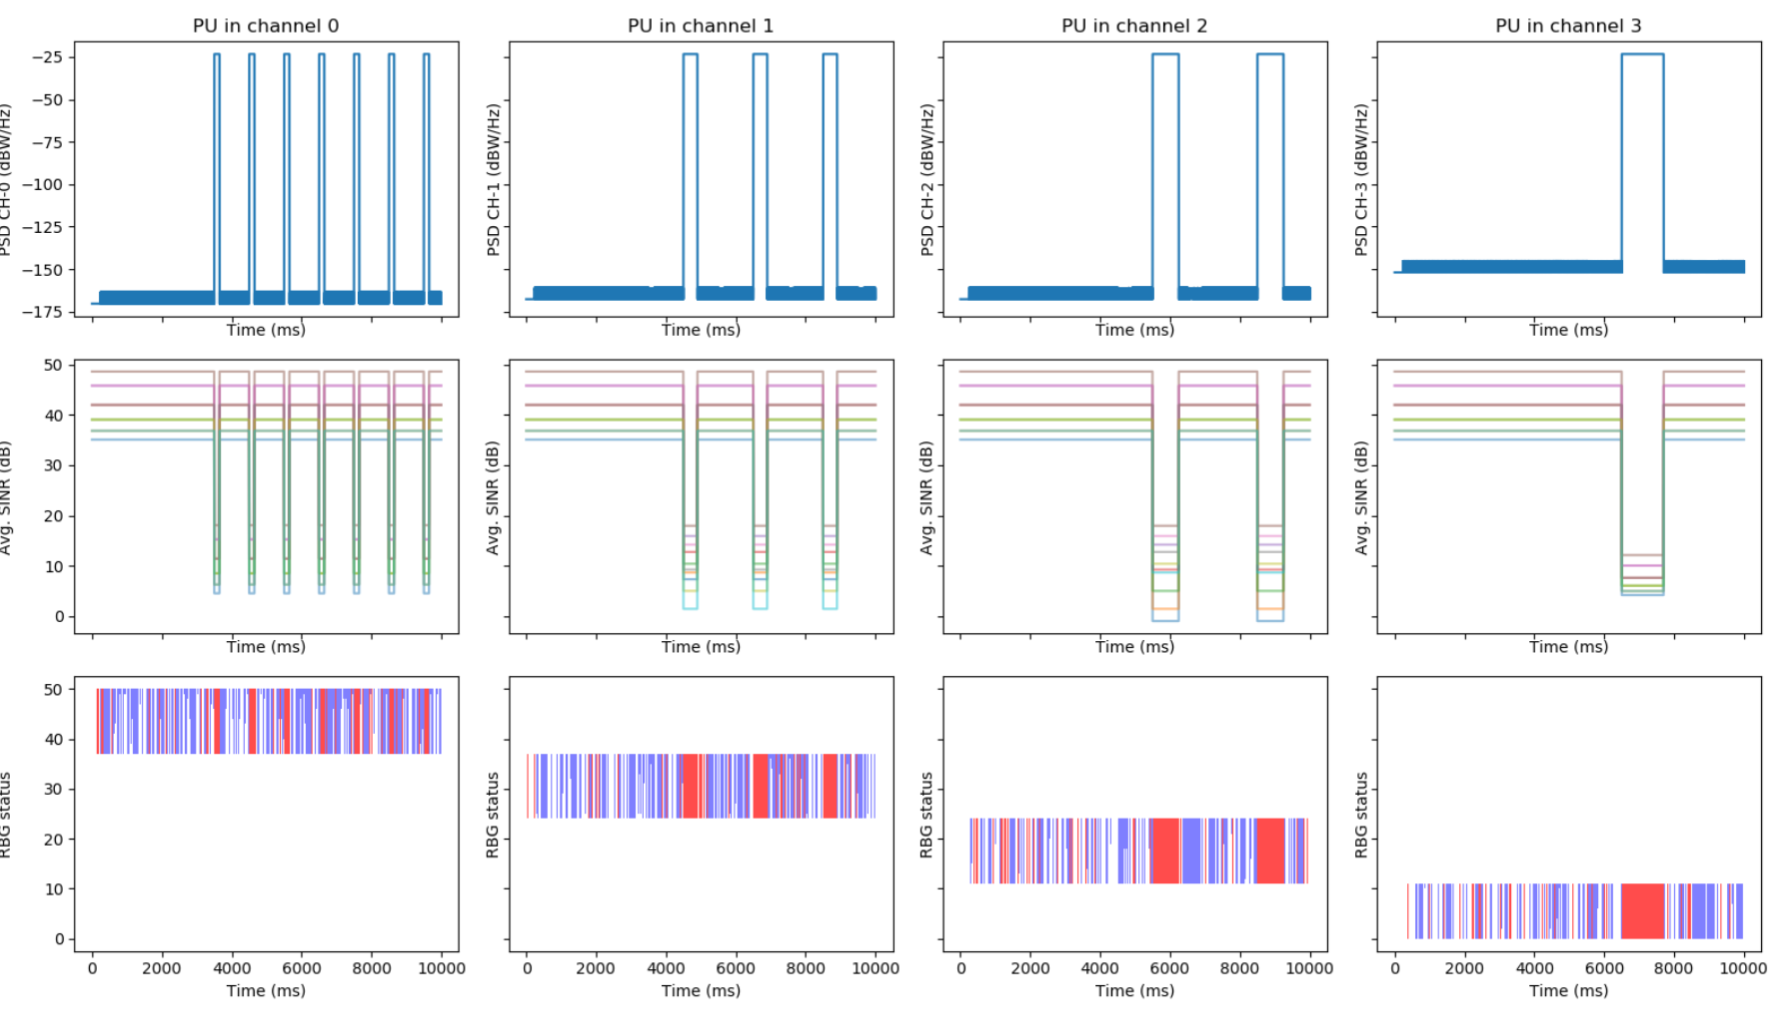 PU in channel 0
PU in channel 1
PU in channel 2
PU in channel 3
PSD CH-0 (dBW/Hz)
−25
−50
−75
−100
−125
−150
−175
Time (ms)
PSD CH-1 (dBW/Hz)
Time (ms)
PSD CH-2 (dBW/Hz)
Time (ms)
PSD CH-3 (dBW/Hz)
Time (ms)
Avg. SINR (dB)
50
40
30
20
10
0
Time (ms)
Avg. SINR (dB)
Time (ms)
Avg. SINR (dB)
Time (ms)
Avg. SINR (dB)
Time (ms)
RBG status
50
40
30
20
10
0
0 2000 4000 6000 8000 10000
Time (ms)
RBG status
0 2000 4000 6000 8000 10000
Time (ms)
RBG status
0 2000 4000 6000 8000 10000
Time (ms)
RBG status
0 2000 4000 6000 8000 10000
Time (ms)